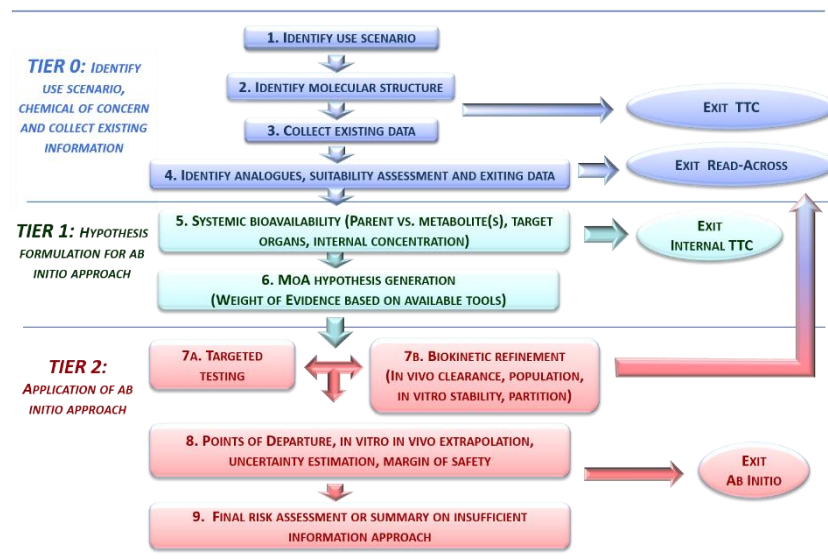 1. Identify use scenario
TIER 0: Identify
use scenario,
chemical of concern
and collect existing
information
2. Identify molecular structure
Exit TTC
3. Collect existing data
4. Identify analogues, suitability assessment and exiting data
Exit Read-Across
TIER 1: Hypothesis
formulation for ab
initio approach
5. Systemic bioavailability (Parent vs. metabolite(s), target
organs, internal concentration)
Exit
Internal TTC
6. MoA hypothesis generation
(Weight of Evidence based on available tools)
TIER 2:
Application of ab
initio approach
7a. Targeted
testing
7b. Biokinetic refinement
(In vivo clearance, population,
in vitro stability, partition)
8. Points of Departure, in vitro in vivo extrapolation,
uncertainty estimation, margin of safety
Exit
Ab Initio
9. Final risk assessment or summary on insufficient
information approach